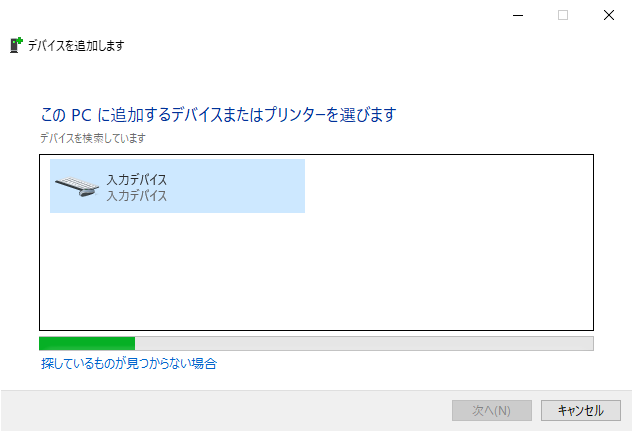 デバイスを追加します
この PC に追加するデバイスまたはプリンターを選びます
デバイスを検索しています
入力デバイス
入力デバイス
探しているものが見つからない場合
次へ(N)
キャンセル